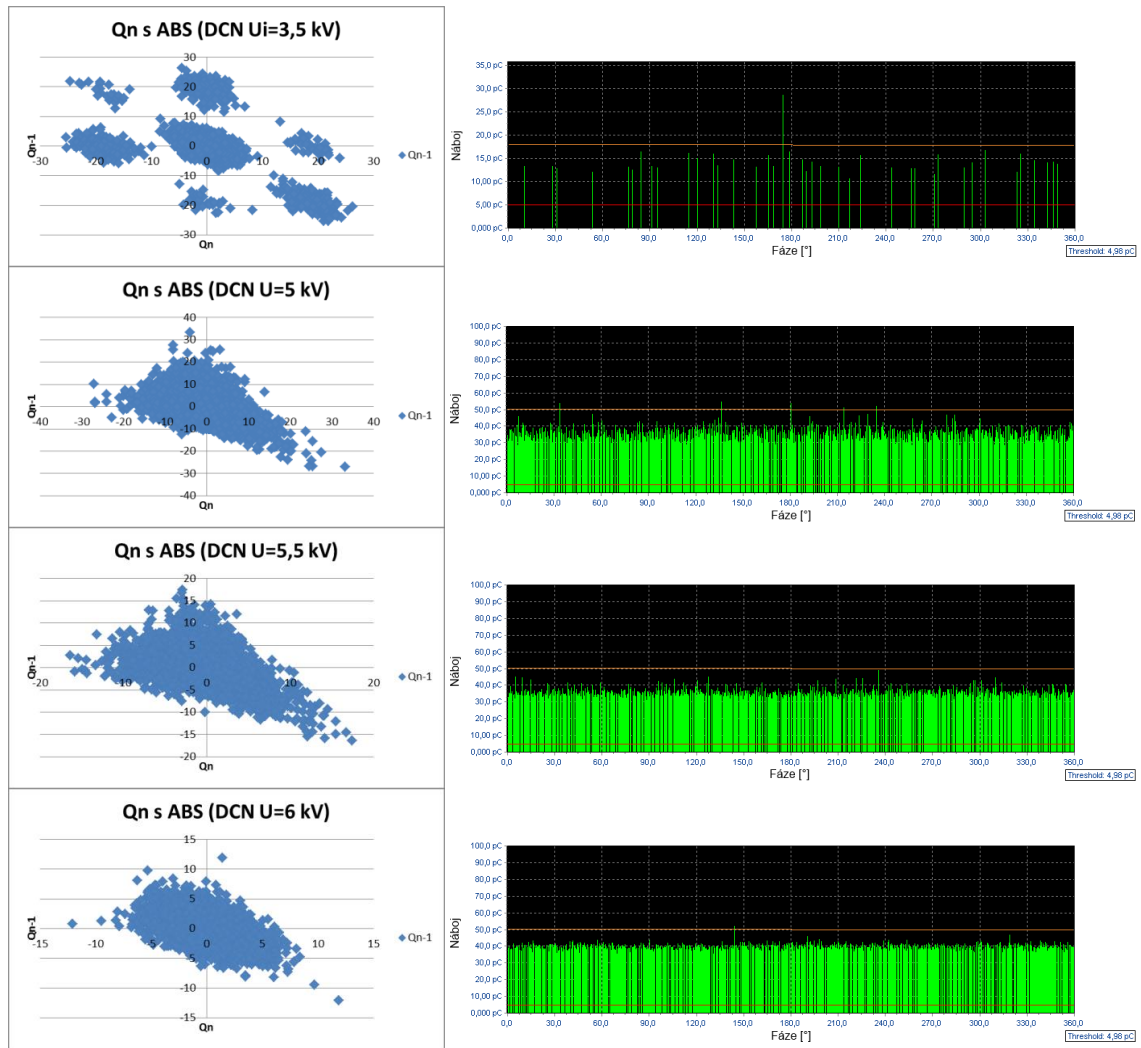 Qn s ABS (DCN Ui=3,5 kV)
30
20
10
0
-30 -20 -10 0 10 20 30
-10
-20
-30
Qn-1
Qn
Qn-1
35,0 pC
30,0 pC
25,0 pC
20,0 pC
15,0 pC
10,00 pC
5,00 pC
0,000 pC
Náboj
0,0 30,0 60,0 90,0 120,0 150,0 180,0 210,0 240,0 270,0 300,0 330,0 360,0
Fáze [°]
Threshold: 4,98 pC
Qn s ABS (DCN U=5 kV)
40
30
20
10
0
-40 -30 -20 -10 0 10 20 30 40
-10
-20
-30
-40
Qn-1
Qn
Qn-1
100,0 pC
90,0 pC
80,0 pC
70,0 pC
60,0 pC
50,0 pC
40,0 pC
30,0 pC
20,0 pC
10,00 pC
0,000 pC
Náboj
0,0 30,0 60,0 90,0 120,0 150,0 180,0 210,0 240,0 270,0 300,0 330,0 360,0
Fáze [°]
Threshold: 4,98 pC
Qn s ABS (DCN U=5,5 kV)
20
15
10
5
0
-20 -10 0 10 20
-5
-10
-15
-20
Qn-1
Qn
Qn-1
100,0 pC
90,0 pC
80,0 pC
70,0 pC
60,0 pC
50,0 pC
40,0 pC
30,0 pC
20,0 pC
10,00 pC
0,000 pC
Náboj
0,0 30,0 60,0 90,0 120,0 150,0 180,0 210,0 240,0 270,0 300,0 330,0 360,0
Fáze [°]
Threshold: 4,98 pC
Qn s ABS (DCN U=6 kV)
15
10
5
0
-15 -10 -5 0 5 10 15
-5
-10
-15
Qn-1
Qn
Qn-1
100,0 pC
90,0 pC
80,0 pC
70,0 pC
60,0 pC
50,0 pC
40,0 pC
30,0 pC
20,0 pC
10,00 pC
0,000 pC
Náboj
0,0 30,0 60,0 90,0 120,0 150,0 180,0 210,0 240,0 270,0 300,0 330,0 360,0
Fáze [°]
Threshold: 4,98 pC